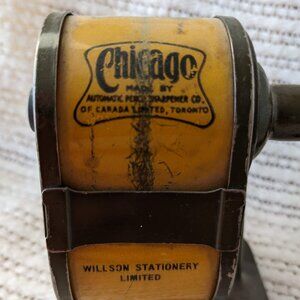 Chicago
MADE BY
AUTOMATIC PENCIL SHARPENER CO.
OF CANADA LIMITED, TORONTO
WILLSON STATIONERY
LIMITED